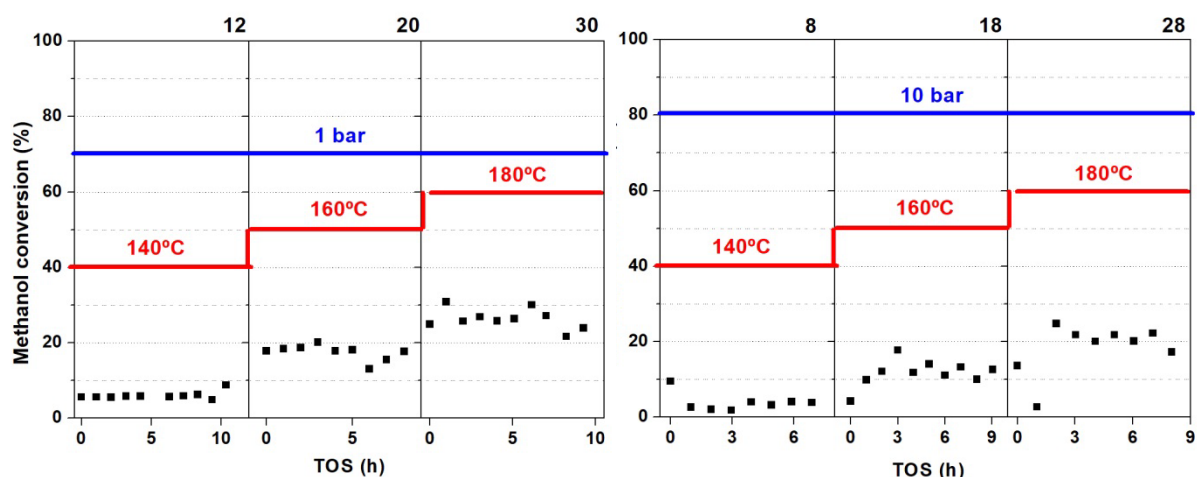 12 20 30
100
80
60
40
20
0
Methanol conversion (%)
1 bar
180ºC
160ºC
140ºC
0 5 10 0 5 0 5 10
TOS (h)
8 18 28
100
80
60
40
20
0
10 bar
180ºC
160ºC
140ºC
0 3 6 0 3 6 9 0 3 6 9
TOS (h)